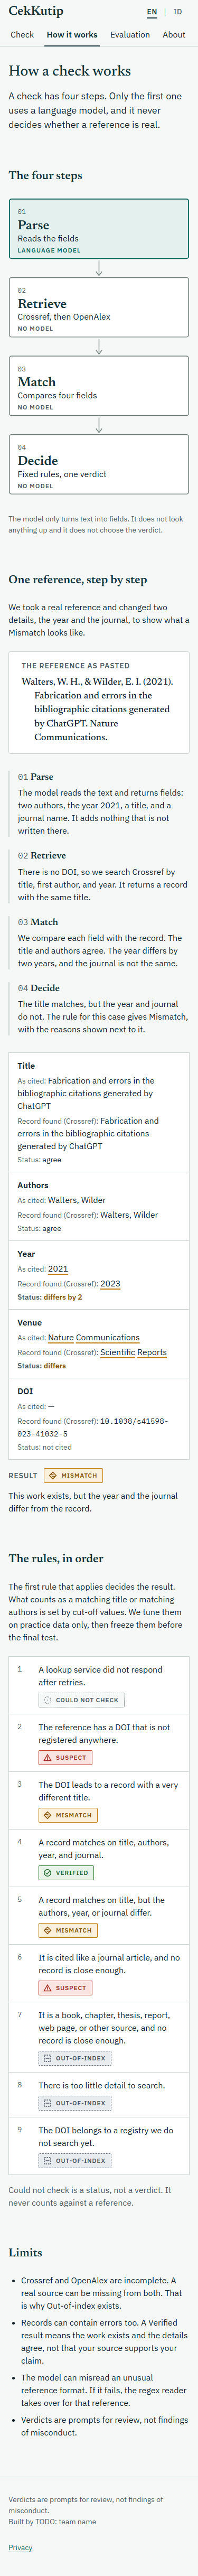 CekKutip
EN | ID
Check How it works Evaluation About
How a check works
A check has four steps. Only the first one
uses a language model, and it never
decides whether a reference is real.
The four steps
01
Parse
Reads the fields
LANGUAGE MODEL
02
Retrieve
Crossref, then OpenAlex
NO MODEL
03
Match
Compares four fields
NO MODEL
04
Decide
Fixed rules, one verdict
NO MODEL
The model only turns text into fields. It does not look
anything up and it does not choose the verdict.
One reference, step by step
We took a real reference and changed two
details, the year and the journal, to show what a
Mismatch looks like.
THE REFERENCE AS PASTED
Walters, W. H., & Wilder, E. I. (2021).
Fabrication and errors in the
bibliographic citations generated
by ChatGPT. Nature
Communications.
01 Parse
The model reads the text and returns fields:
two authors, the year 2021, a title, and a
journal name. It adds nothing that is not
written there.
02 Retrieve
There is no DOI, so we search Crossref by
title, first author, and year. It returns a record
with the same title.
03 Match
We compare each field with the record. The
title and authors agree. The year differs by
two years, and the journal is not the same.
04 Decide
The title matches, but the year and journal
do not. The rule for this case gives Mismatch,
with the reasons shown next to it.
Title
As cited: Fabrication and errors in the
bibliographic citations generated by
ChatGPT
Record found (Crossref): Fabrication and
errors in the bibliographic citations
generated by ChatGPT
Status: agree
Authors
As cited: Walters, Wilder
Record found (Crossref): Walters, Wilder
Status: agree
Year
As cited: 2021
Record found (Crossref): 2023
Status: differs by 2
Venue
As cited: Nature Communications
Record found (Crossref): Scientific Reports
Status: differs
DOI
As cited: —
Record found (Crossref): 10.1038/s41598-
023-41032-5
Status: not cited
RESULT MISMATCH
This work exists, but the year and the journal
differ from the record.
The rules, in order
The first rule that applies decides the result.
What counts as a matching title or matching
authors is set by cut-off values. We tune them
on practice data only, then freeze them before
the final test.
1 A lookup service did not respond
after retries.
COULD NOT CHECK
2 The reference has a DOI that is not
registered anywhere.
SUSPECT
3 The DOI leads to a record with a very
different title.
MISMATCH
4 A record matches on title, authors,
year, and journal.
VERIFIED
5 A record matches on title, but the
authors, year, or journal differ.
MISMATCH
6 It is cited like a journal article, and no
record is close enough.
SUSPECT
7 It is a book, chapter, thesis, report,
web page, or other source, and no
record is close enough.
OUT-OF-INDEX
8 There is too little detail to search.
OUT-OF-INDEX
9 The DOI belongs to a registry we do
not search yet.
OUT-OF-INDEX
Could not check is a status, not a verdict. It
never counts against a reference.
Limits
• Crossref and OpenAlex are incomplete. A
real source can be missing from both. That
is why Out-of-index exists.
• Records can contain errors too. A Verified
result means the work exists and the details
agree, not that your source supports your
claim.
• The model can misread an unusual
reference format. If it fails, the regex reader
takes over for that reference.
• Verdicts are prompts for review, not findings
of misconduct.
Verdicts are prompts for review, not findings of
misconduct.
Built by TODO: team name
Privacy